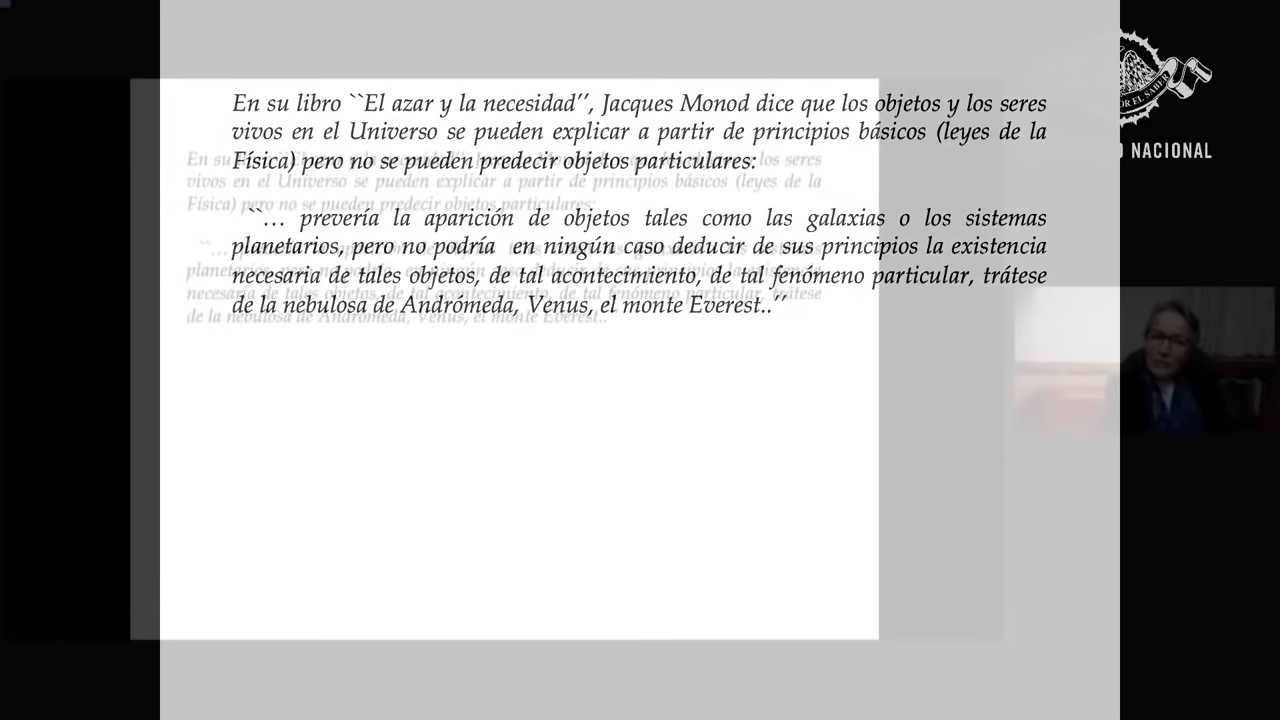 En su libro ``El azar y la necesidad’’, Jacques Monod dice que los objetos y los seres
vivos en el Universo se pueden explicar a partir de principios básicos (leyes de la
Física) pero no se pueden predecir objetos particulares:
``… prevería la aparición de objetos tales como las galaxias o los sistemas
planetarios, pero no podría en ningún caso deducir de sus principios la existencia
necesaria de tales objetos, de tal acontecimiento, de tal fenómeno particular, trátese
de la nebulosa de Andrómeda, Venus, el monte Everest..’’
OR EL SABER
O NACIONAL